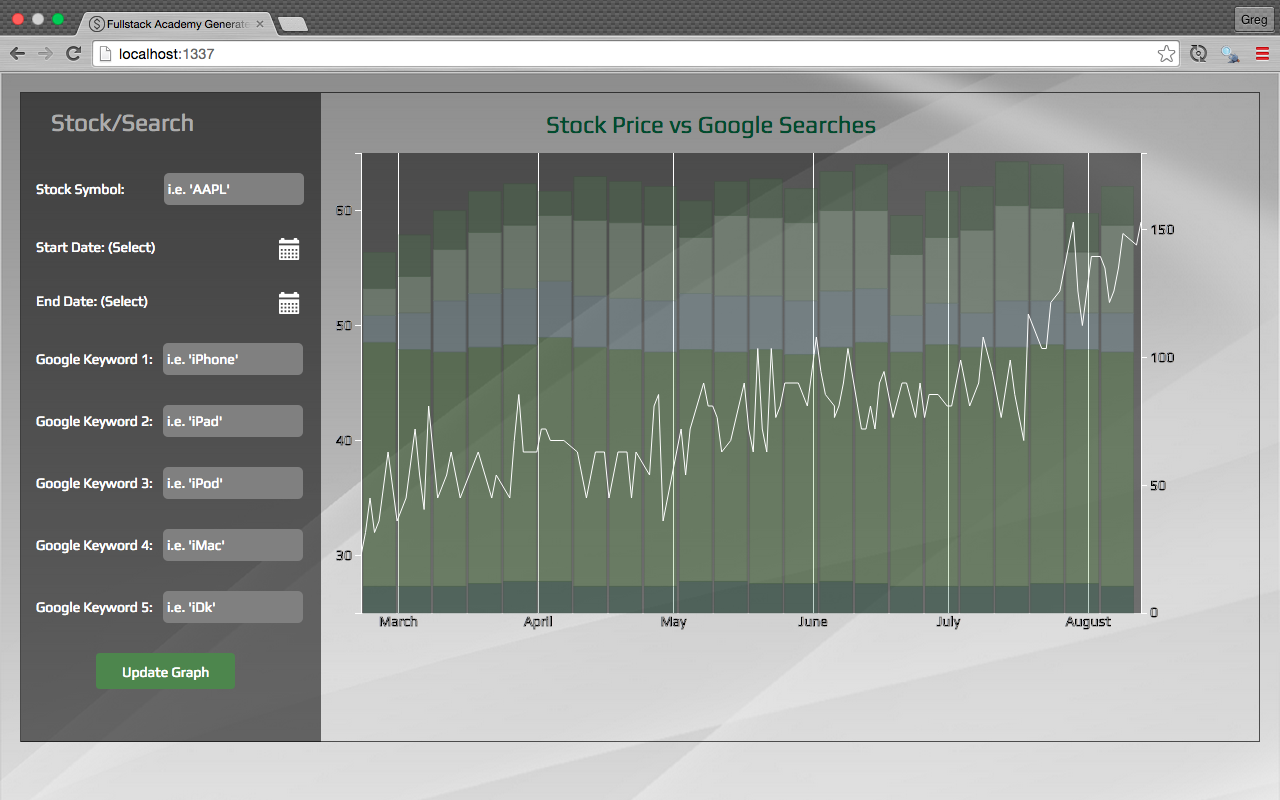 Fullstack Academy Generate
Greg
localhost:1337
Stock/Search
Stock Symbol:
i.e. 'AAPL'
Start Date: (Select)
End Date: (Select)
Google Keyword 1:
i.e. 'iPhone'
Google Keyword 2:
i.e. 'iPad'
Google Keyword 3:
i.e. 'iPod'
Google Keyword 4:
i.e. 'iMac'
Google Keyword 5:
i.e. 'iDk'
Update Graph
Stock Price vs Google Searches
50
40
30
150
100
50
0
March April May June July August